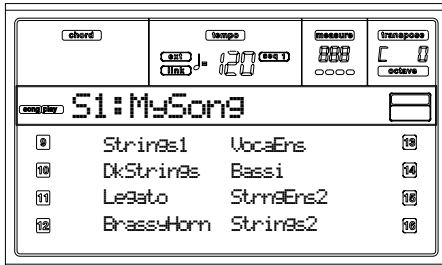 chord tempo measure transpose
ext link ♩= 120 seq 1 888 C 0
octave
song play S1:MySong
9 Strings1 VocaEns 13
10 DkStrings Bassi 14
11 Legato StrngEns2 15
12 BrassyHorn Strings2 16